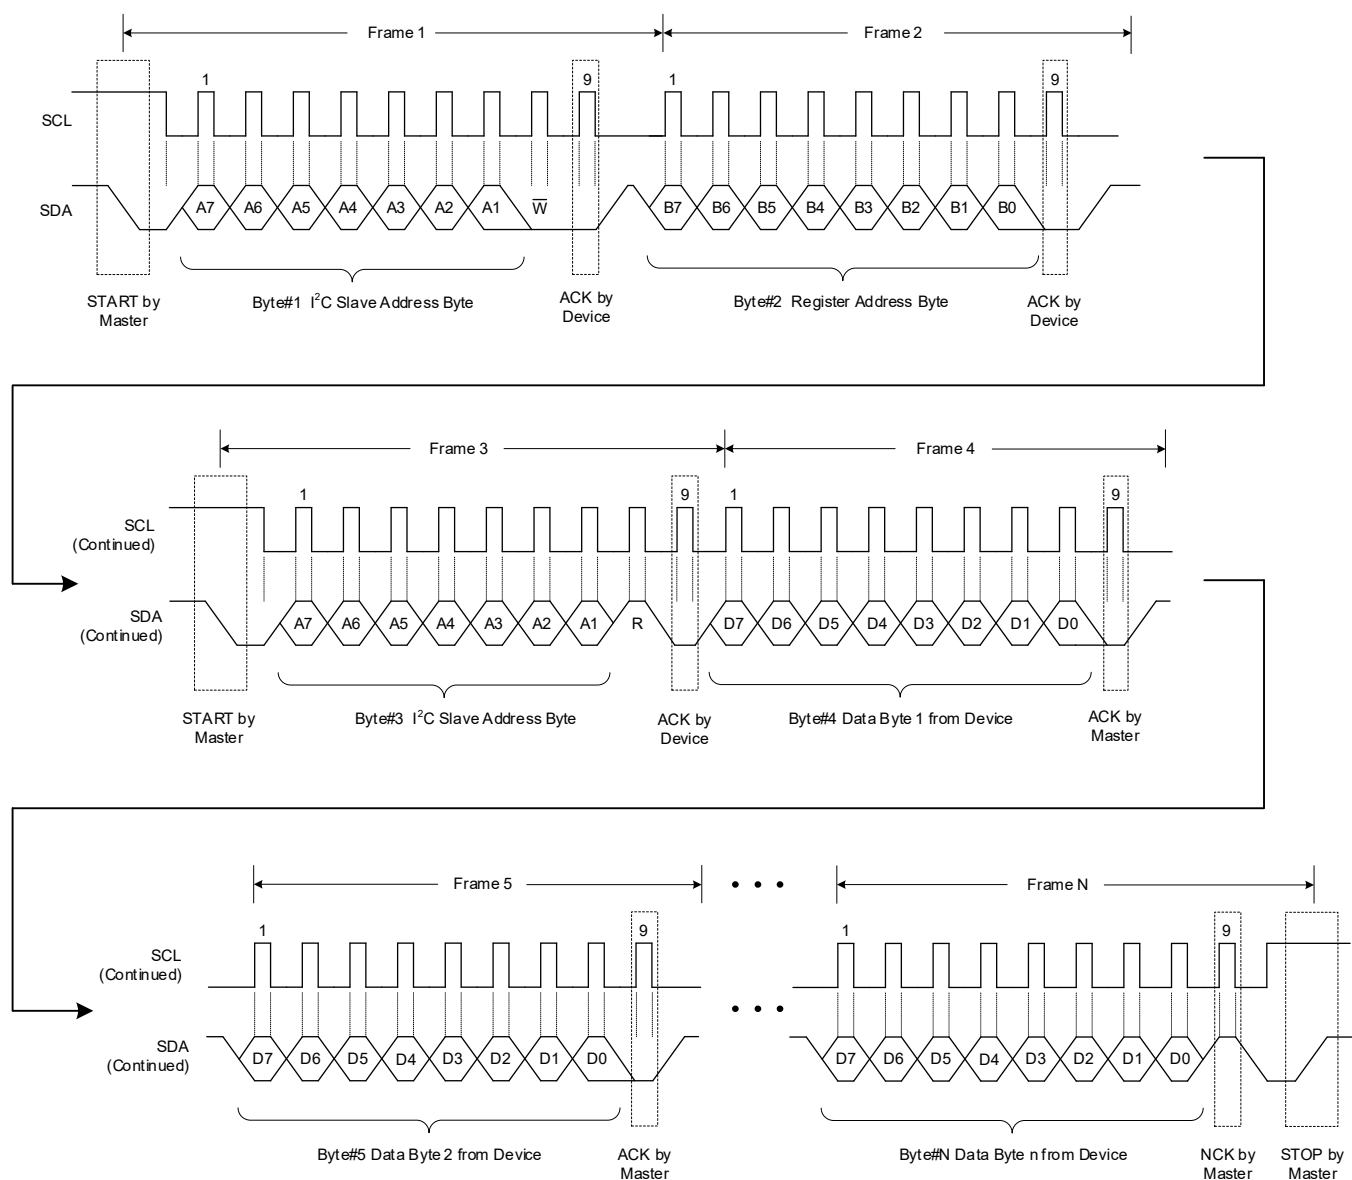 Frame 1
Frame 2
1
9
1
9
SCL
SDA
A7
A6
A5
A4
A3
A2
A1
W̅
B7
B6
B5
B4
B3
B2
B1
B0
START by
Master
Byte#1 I²C Slave Address Byte
ACK by
Device
Byte#2 Register Address Byte
ACK by
Device
Frame 3
Frame 4
1
9
1
9
SCL
(Continued)
SDA
(Continued)
A7
A6
A5
A4
A3
A2
A1
R
D7
D6
D5
D4
D3
D2
D1
D0
START by
Master
Byte#3 I²C Slave Address Byte
ACK by
Device
Byte#4 Data Byte 1 from Device
ACK by
Master
Frame 5
Frame N
1
9
1
9
SCL
(Continued)
SDA
(Continued)
D7
D6
D5
D4
D3
D2
D1
D0
D7
D6
D5
D4
D3
D2
D1
D0
Byte#5 Data Byte 2 from Device
ACK by
Master
Byte#N Data Byte n from Device
NCK by
Master
STOP by
Master